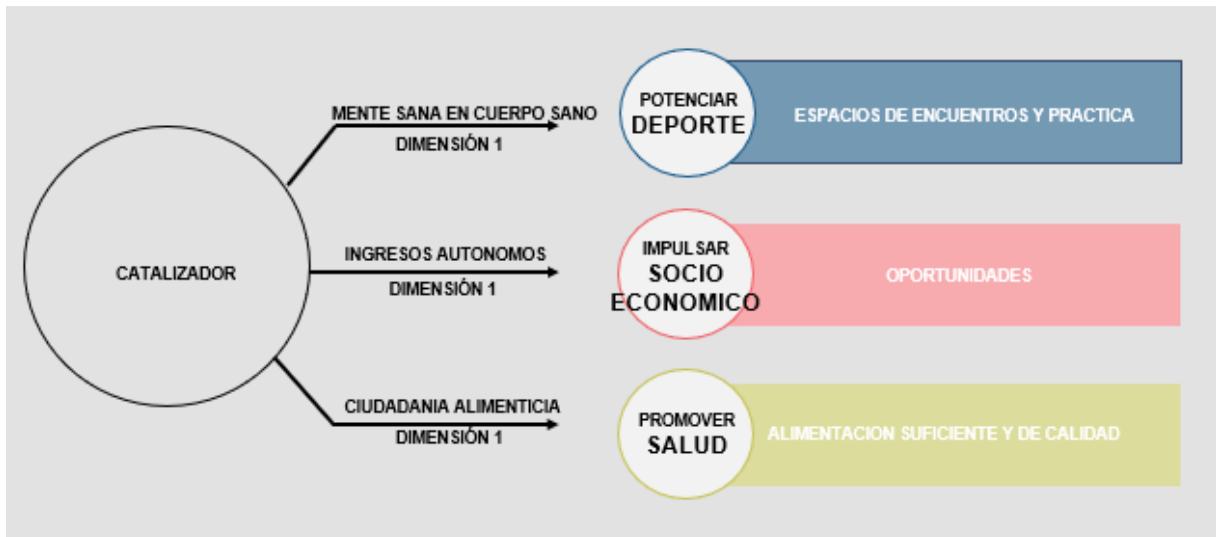 CATALIZADOR
MENTE SANA EN CUERPO SANO
DIMENSIÓN 1
POTENCIAR
DEPORTE
ESPACIOS DE ENCUENTROS Y PRACTICA
INGRESOS AUTONOMOS
DIMENSIÓN 1
IMPULSAR
SOCIO
ECONOMICO
OPORTUNIDADES
CIUDADANIA ALIMENTICIA
DIMENSIÓN 1
PROMOVER
SALUD
ALIMENTACION SUFICIENTE Y DE CALIDAD